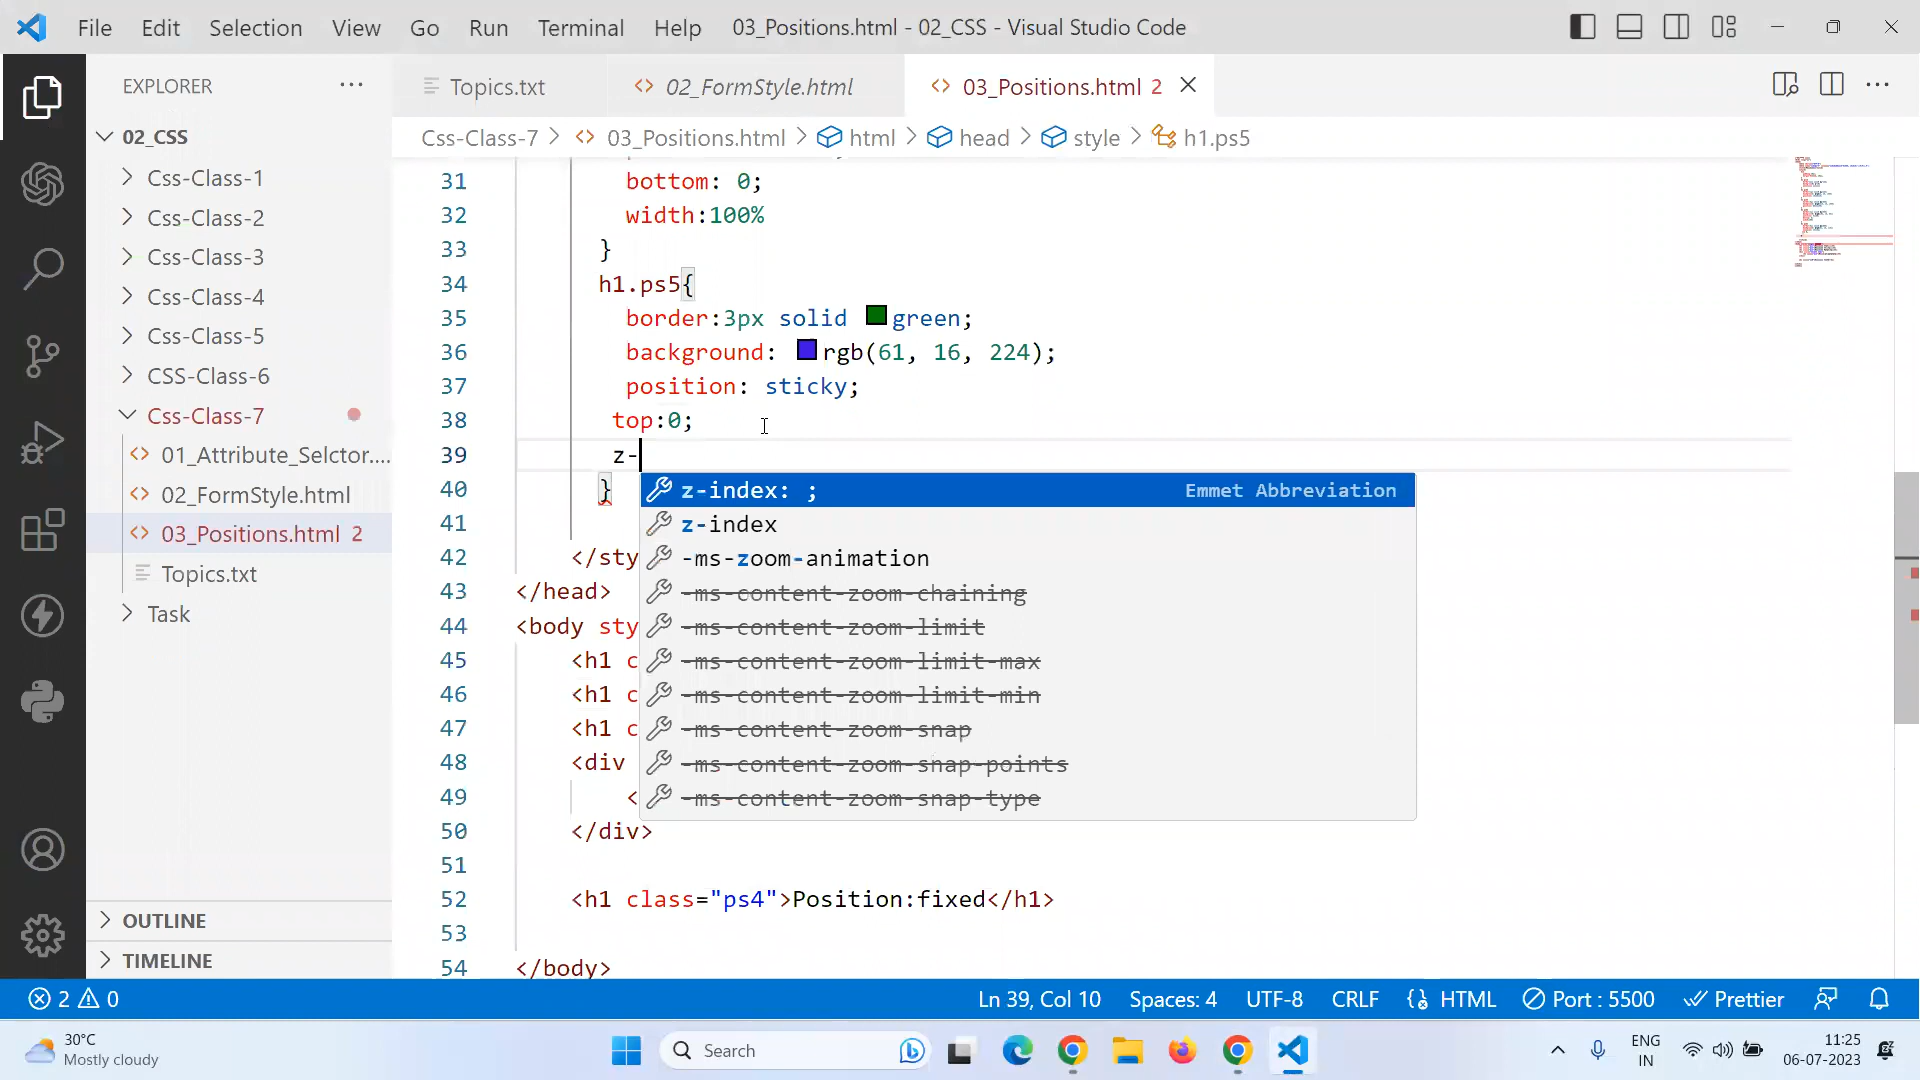 File Edit Selection View Go Run Terminal Help 03_Positions.html - 02_CSS - Visual Studio Code
EXPLORER ···
Topics.txt 02_FormStyle.html 03_Positions.html 2
02_CSS
Css-Class-7 > 03_Positions.html > html > head > style > h1.ps5
Css-Class-1
Css-Class-2
Css-Class-3
Css-Class-4
Css-Class-5
CSS-Class-6
Css-Class-7
01_Attribute_Selctor....
02_FormStyle.html
03_Positions.html 2
Topics.txt
Task
OUTLINE
TIMELINE
31 bottom: 0;
32 width:100%
33 }
34 h1.ps5{
35 border:3px solid green;
36 background: rgb(61, 16, 224);
37 position: sticky;
38 top:0;
39 z-
40 }
41
42 </sty
43 </head>
44 <body sty
45 <h1 c
46 <h1 c
47 <h1 c
48 <div
49 <
50 </div>
51
52 <h1 class="ps4">Position:fixed</h1>
53
54 </body>
z-index: ; Emmet Abbreviation
z-index
-ms-zoom-animation
-ms-content-zoom-chaining
-ms-content-zoom-limit
-ms-content-zoom-limit-max
-ms-content-zoom-limit-min
-ms-content-zoom-snap
-ms-content-zoom-snap-points
-ms-content-zoom-snap-type
2 0 Ln 39, Col 10 Spaces: 4 UTF-8 CRLF HTML Port : 5500 Prettier
30°C
Mostly cloudy
Search
ENG
IN
11:25
06-07-2023